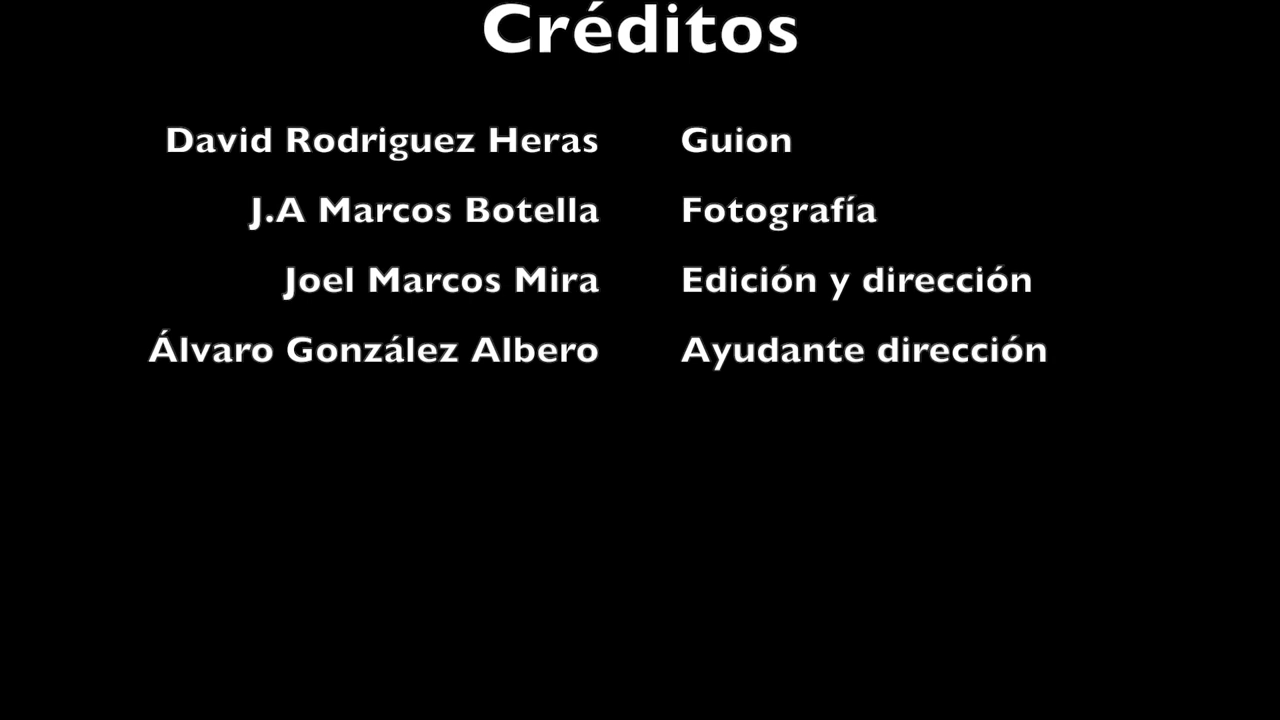 Créditos
David Rodriguez Heras Guion
J.A Marcos Botella Fotografía
Joel Marcos Mira Edición y dirección
Álvaro González Albero Ayudante dirección